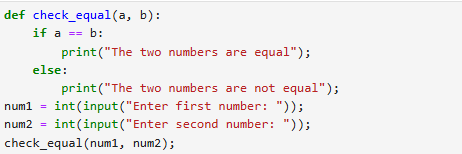 def check_equal(a, b):
    if a == b:
        print("The two numbers are equal");
    else:
        print("The two numbers are not equal");
num1 = int(input("Enter first number: "));
num2 = int(input("Enter second number: "));
check_equal(num1, num2);